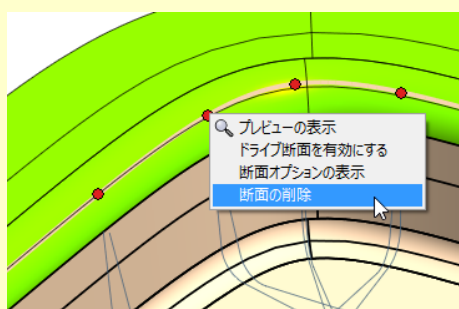 プレビューの表示
ドライブ断面を有効にする
断面オプションの表示
断面の削除